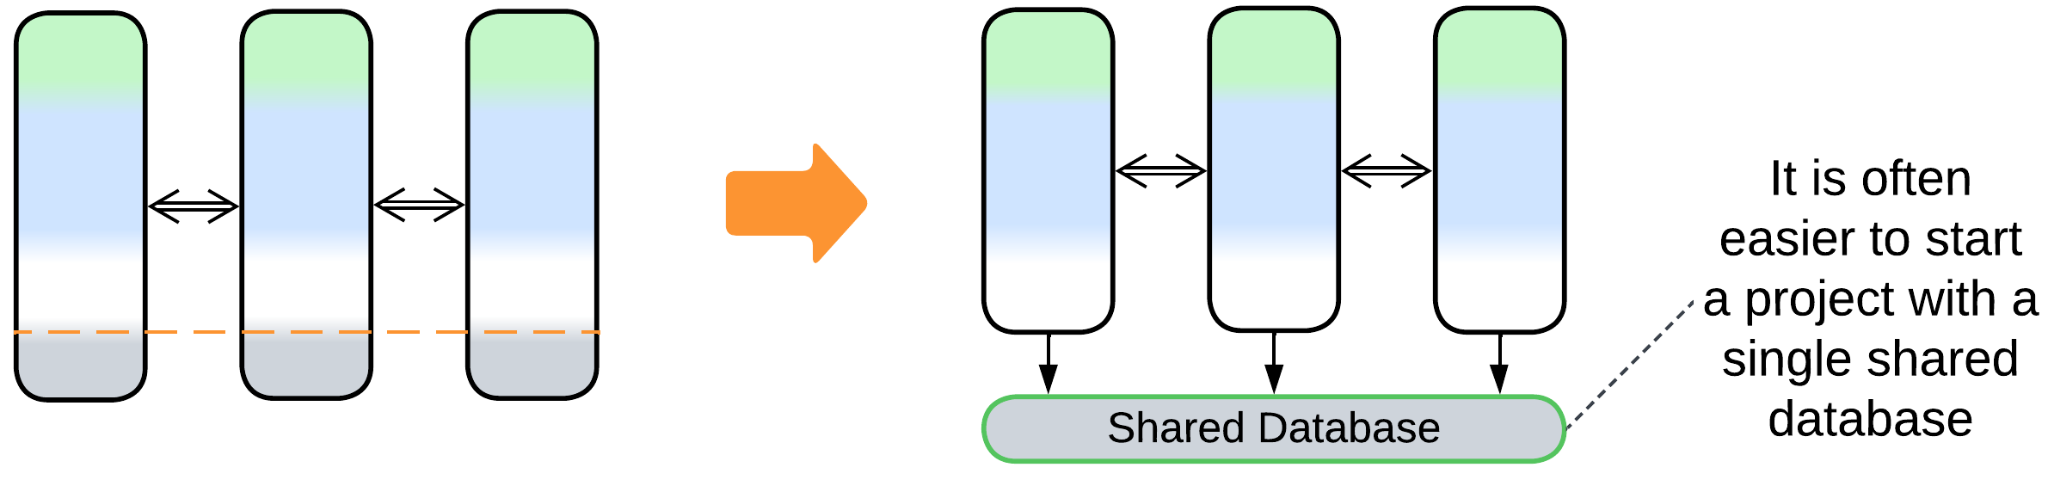 Shared Database
It is often
easier to start
a project with a
single shared
database